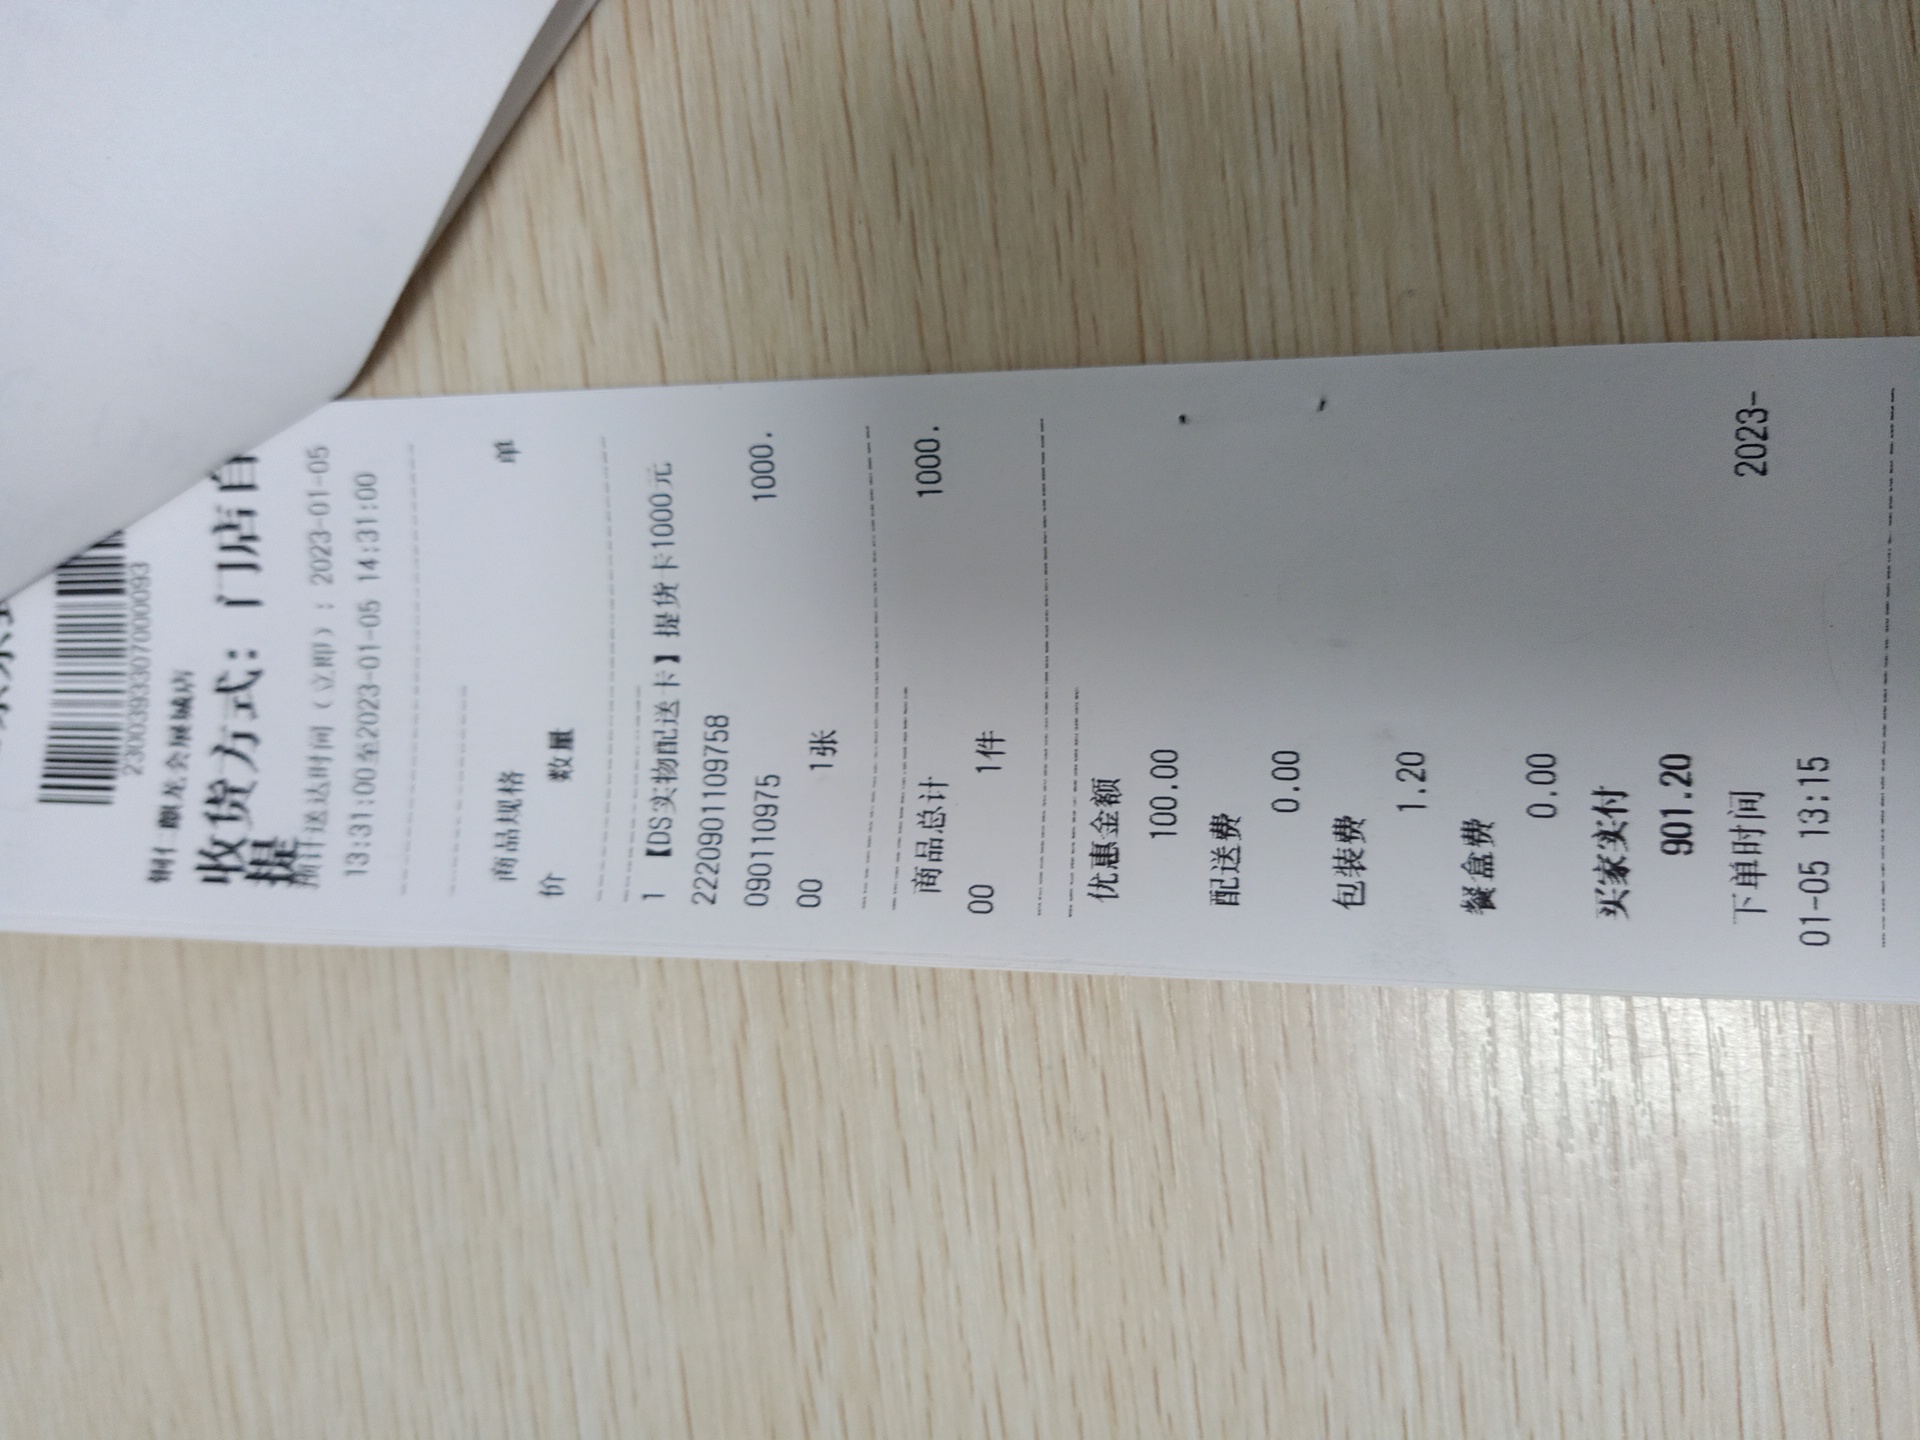 2300393307000093
铜仁麒龙会展城店
收货方式：门店自
提
预计送达时间（立即）：2023-01-05
13:31:00至2023-01-05 14:31:00
商品规格 单
价 数量
1 【DS实物配送卡】提货卡1000元
2220901109758
090110975 1000.
00 1张
商品总计 1000.
00 1件
优惠金额
100.00
配送费
0.00
包装费
1.20
餐盒费
0.00
买家实付
901.20
下单时间 2023-
01-05 13:15